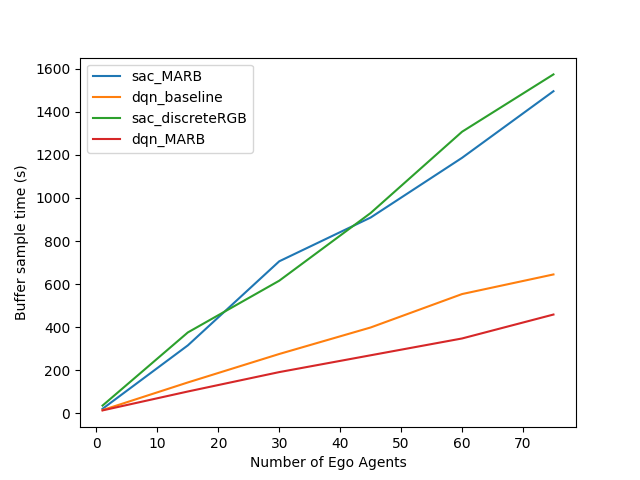 sac_MARB
dqn_baseline
sac_discreteRGB
dqn_MARB
Buffer sample time (s)
1600
1400
1200
1000
800
600
400
200
0
0 10 20 30 40 50 60 70
Number of Ego Agents